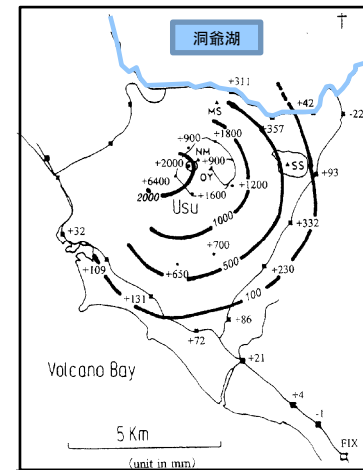 洞爺湖
+311
MS
+42
-22
+357
+900
+1800
NM
+2000
+900
SS
+93
OY
+6400
+1200
2000
+1600
Usu
+332
1000
+32
+700
500
+650
+230
+109
100
+131
+86
+72
+21
Volcano Bay
+4
-1
5 Km
FIX
(unit in mm)